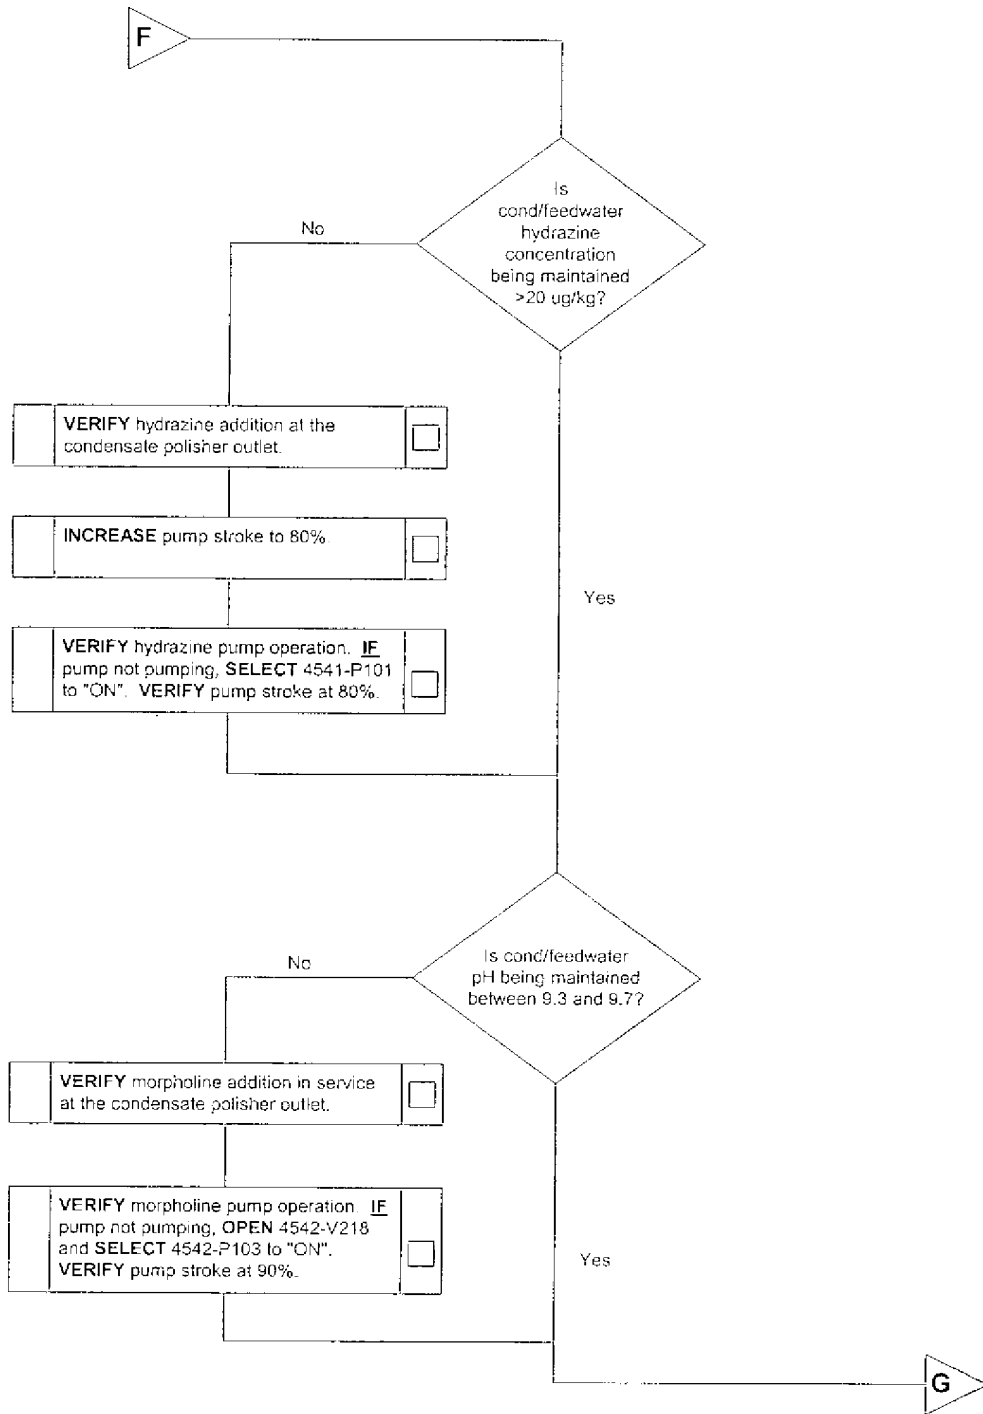 F
Is
cond/feedwater
hydrazine
concentration
being maintained
>20 ug/kg?
No
VERIFY hydrazine addition at the
condensate polisher outlet.
INCREASE pump stroke to 80%.
Yes
VERIFY hydrazine pump operation. IF
pump not pumping, SELECT 4541-P101
to "ON". VERIFY pump stroke at 80%.
Is cond/feedwater
pH being maintained
between 9.3 and 9.7?
No
VERIFY morpholine addition in service
at the condensate polisher outlet.
VERIFY morpholine pump operation. IF
pump not pumping, OPEN 4542-V218
and SELECT 4542-P103 to "ON".
VERIFY pump stroke at 90%.
Yes
G